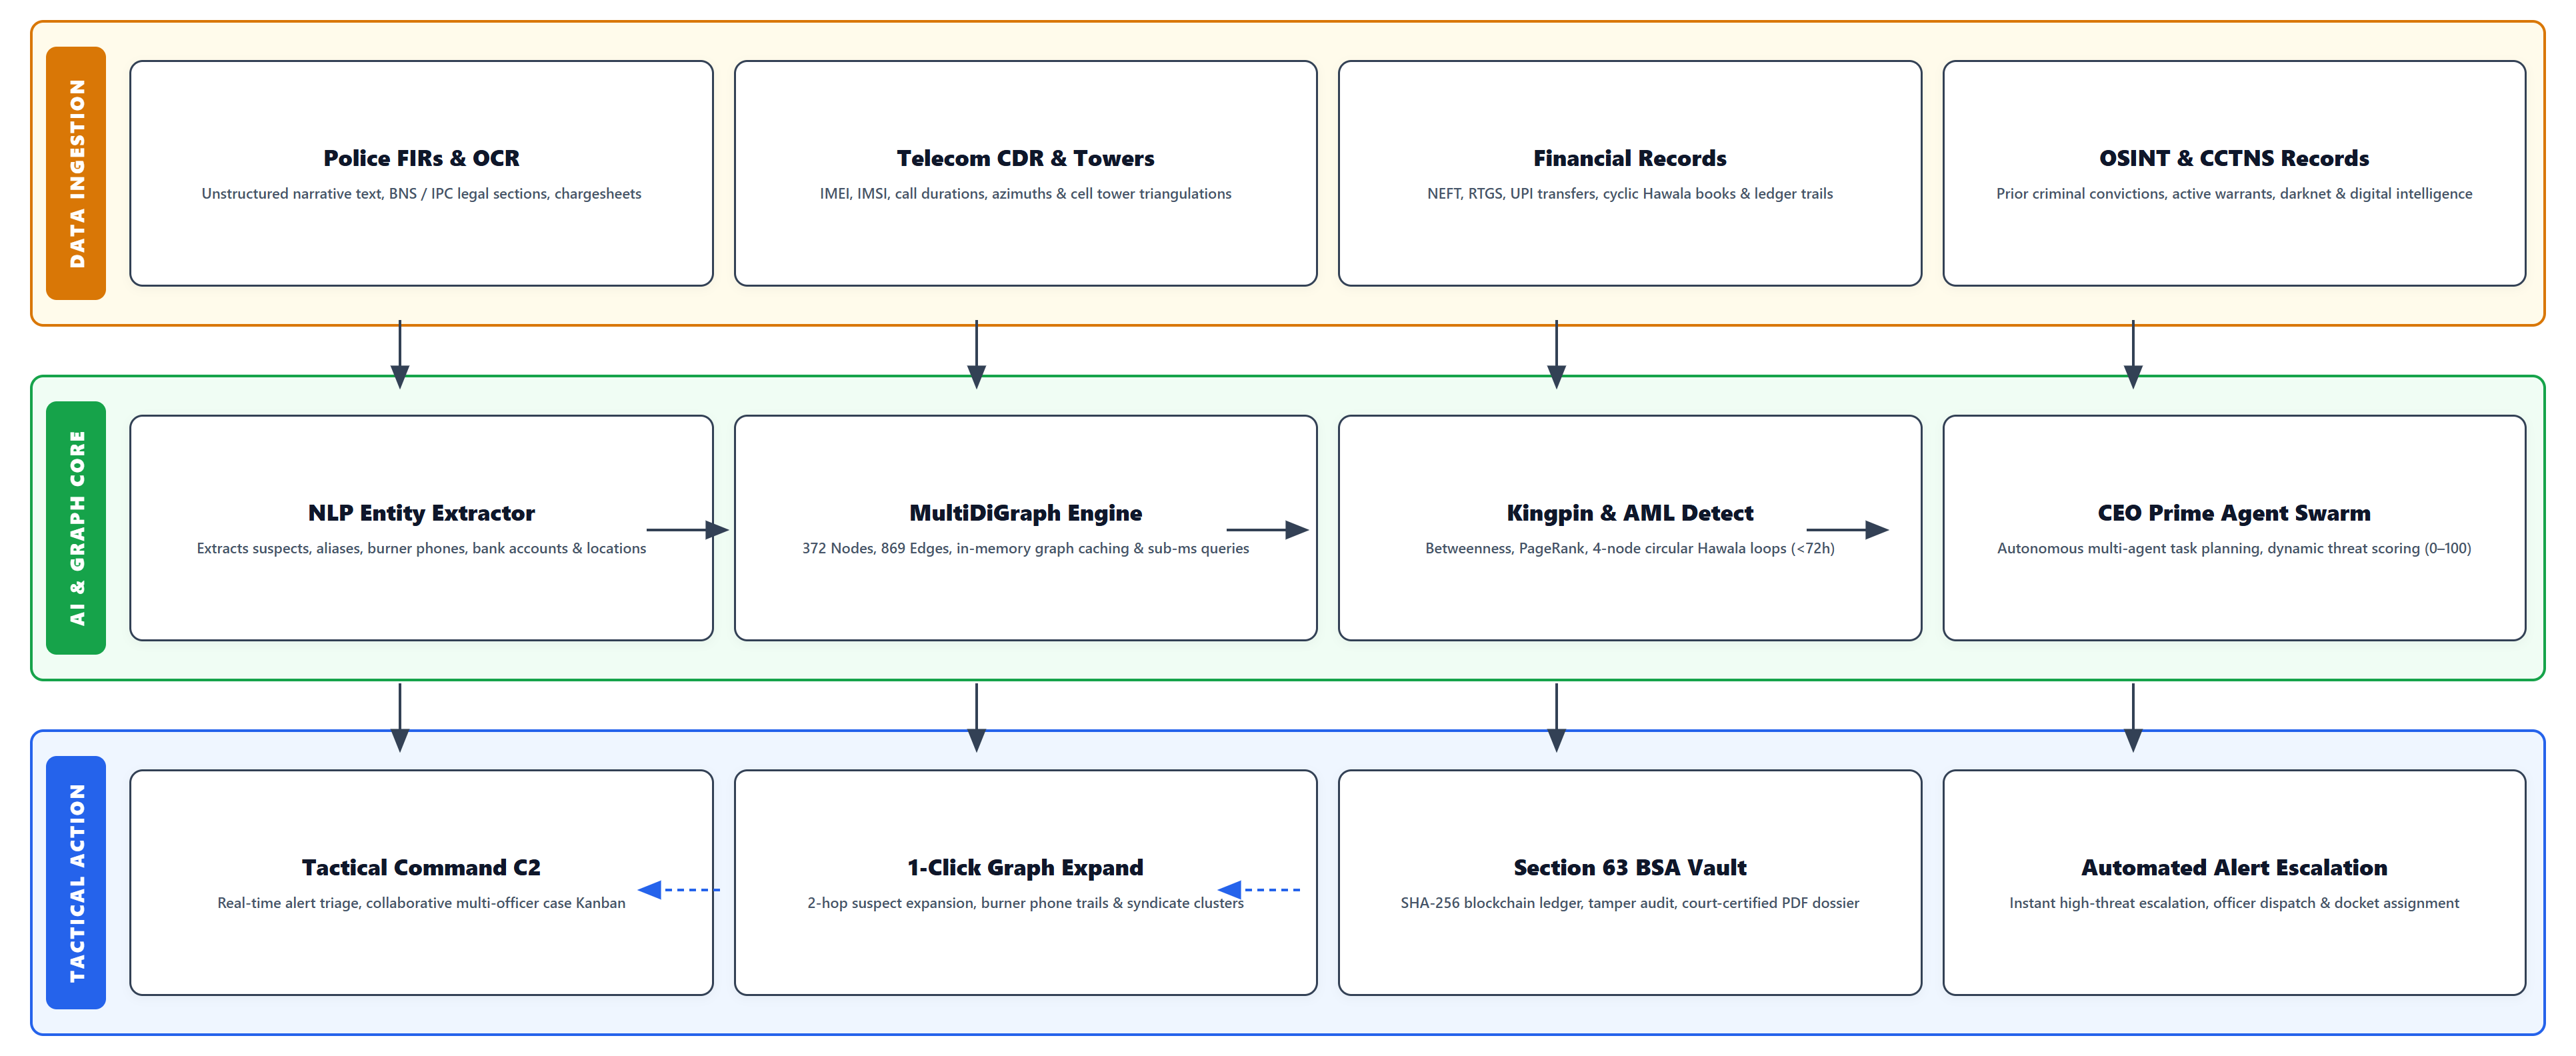 DATA INGESTION
Police FIRs & OCR
Unstructured narrative text, BNS / IPC legal sections, chargesheets
Telecom CDR & Towers
IMEI, IMSI, call durations, azimuths & cell tower triangulations
Financial Records
NEFT, RTGS, UPI transfers, cyclic Hawala books & ledger trails
OSINT & CCTNS Records
Prior criminal convictions, active warrants, darknet & digital intelligence
AI & GRAPH CORE
NLP Entity Extractor
Extracts suspects, aliases, burner phones, bank accounts & locations
MultiDiGraph Engine
372 Nodes, 869 Edges, in-memory graph caching & sub-ms queries
Kingpin & AML Detect
Betweenness, PageRank, 4-node circular Hawala loops (<72h)
CEO Prime Agent Swarm
Autonomous multi-agent task planning, dynamic threat scoring (0–100)
TACTICAL ACTION
Tactical Command C2
Real-time alert triage, collaborative multi-officer case Kanban
1-Click Graph Expand
2-hop suspect expansion, burner phone trails & syndicate clusters
Section 63 BSA Vault
SHA-256 blockchain ledger, tamper audit, court-certified PDF dossier
Automated Alert Escalation
Instant high-threat escalation, officer dispatch & docket assignment